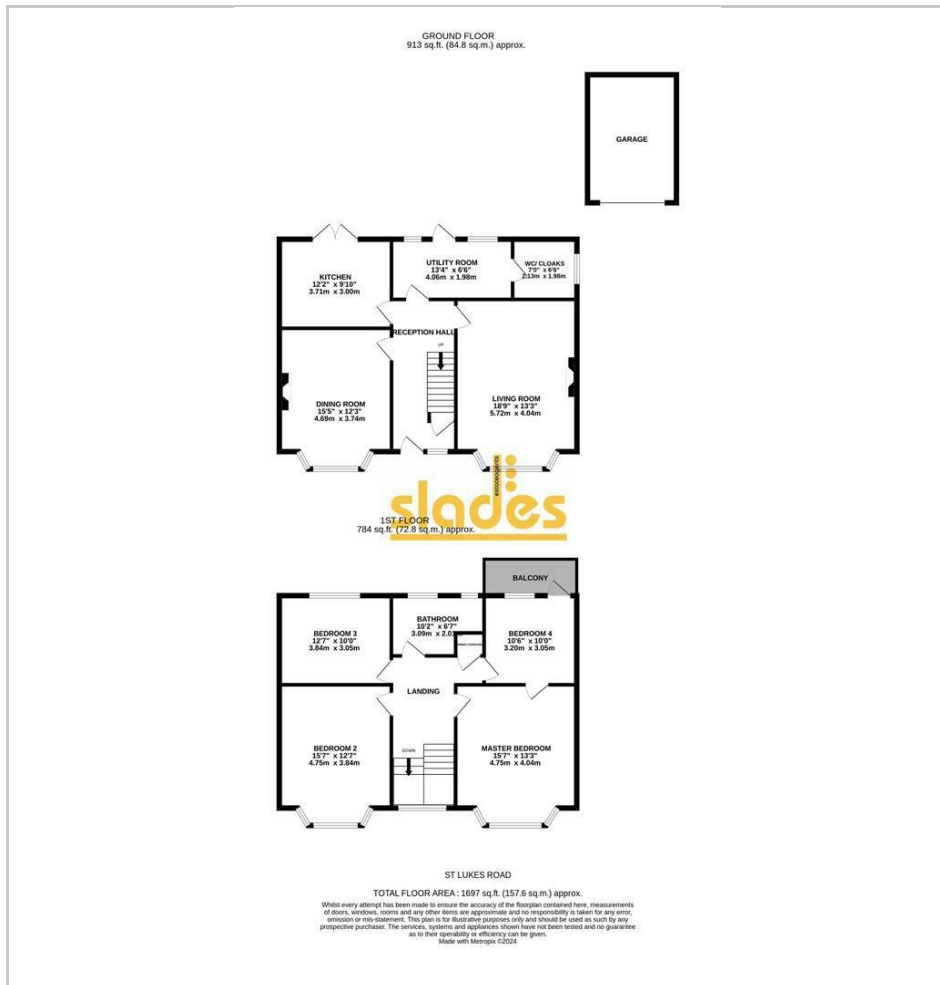 GROUND FLOOR
913 sq.ft. (84.8 sq.m.) approx.
GARAGE
KITCHEN
12'2" x 9'10"
3.71m x 3.00m
UTILITY ROOM
13'4" x 6'6"
4.06m x 1.98m
WC/ CLOAKS
7'0" x 6'6"
2.13m x 1.98m
RECEPTION HALL
UP
DINING ROOM
15'5" x 12'3"
4.69m x 3.74m
LIVING ROOM
18'9" x 13'3"
5.72m x 4.04m
estateagents
slades
1ST FLOOR
784 sq.ft. (72.8 sq.m.) approx.
BALCONY
BEDROOM 3
12'7" x 10'0"
3.84m x 3.05m
BATHROOM
10'2" x 6'7"
3.09m x 2.01m
BEDROOM 4
10'6" x 10'0"
3.20m x 3.05m
LANDING
DOWN
BEDROOM 2
15'7" x 12'7"
4.75m x 3.84m
MASTER BEDROOM
15'7" x 13'3"
4.75m x 4.04m
ST LUKES ROAD
TOTAL FLOOR AREA : 1697 sq.ft. (157.6 sq.m.) approx.
Whilst every attempt has been made to ensure the accuracy of the floorplan contained here, measurements
of doors, windows, rooms and any other items are approximate and no responsibility is taken for any error,
omission or mis-statement. This plan is for illustrative purposes only and should be used as such by any
prospective purchaser. The services, systems and appliances shown have not been tested and no guarantee
as to their operability or efficiency can be given.
Made with Metropix ©2024